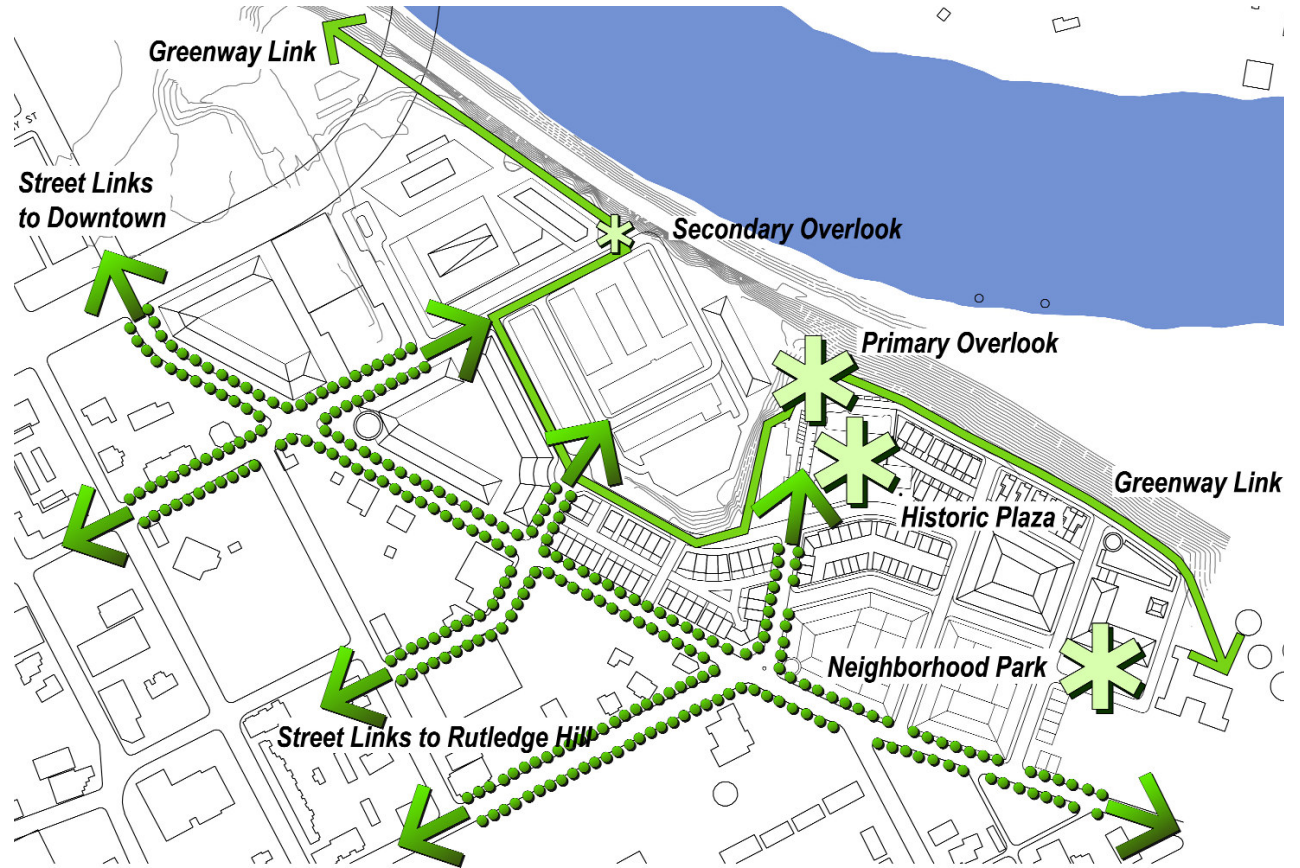 Greenway Link
ST
Street Links
to Downtown
Secondary Overlook
Primary Overlook
Greenway Link
Historic Plaza
Neighborhood Park
Street Links to Rutledge Hill